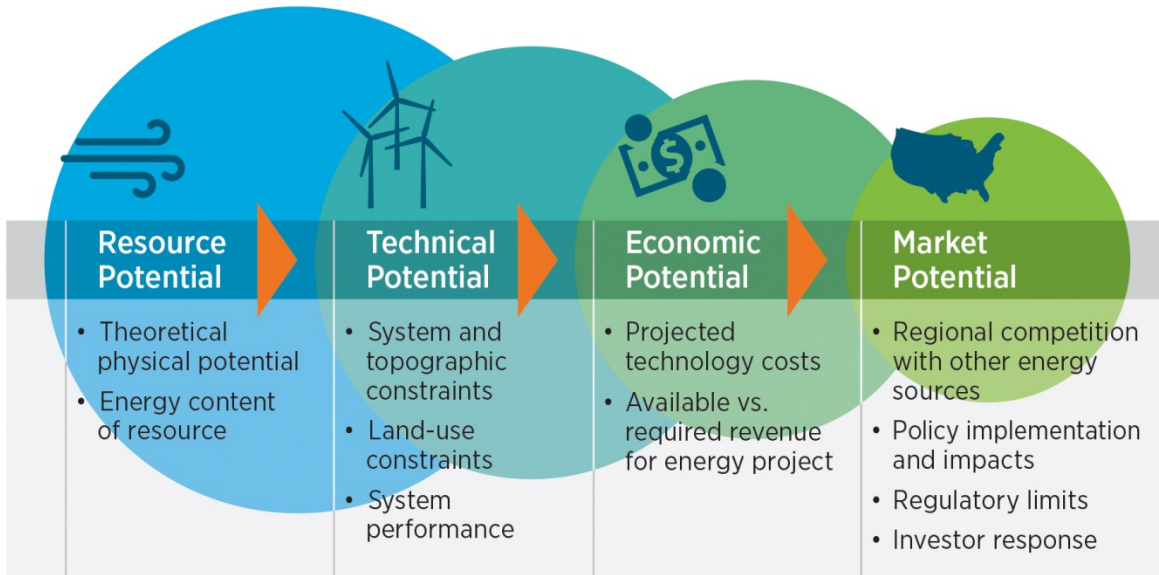 Resource
Potential
• Theoretical
physical potential
• Energy content
of resource
Technical
Potential
• System and
topographic
constraints
• Land-use
constraints
• System
performance
$
Economic
Potential
• Projected
technology costs
• Available vs.
required revenue
for energy project
Market
Potential
• Regional competition
with other energy
sources
• Policy implementation
and impacts
• Regulatory limits
• Investor response